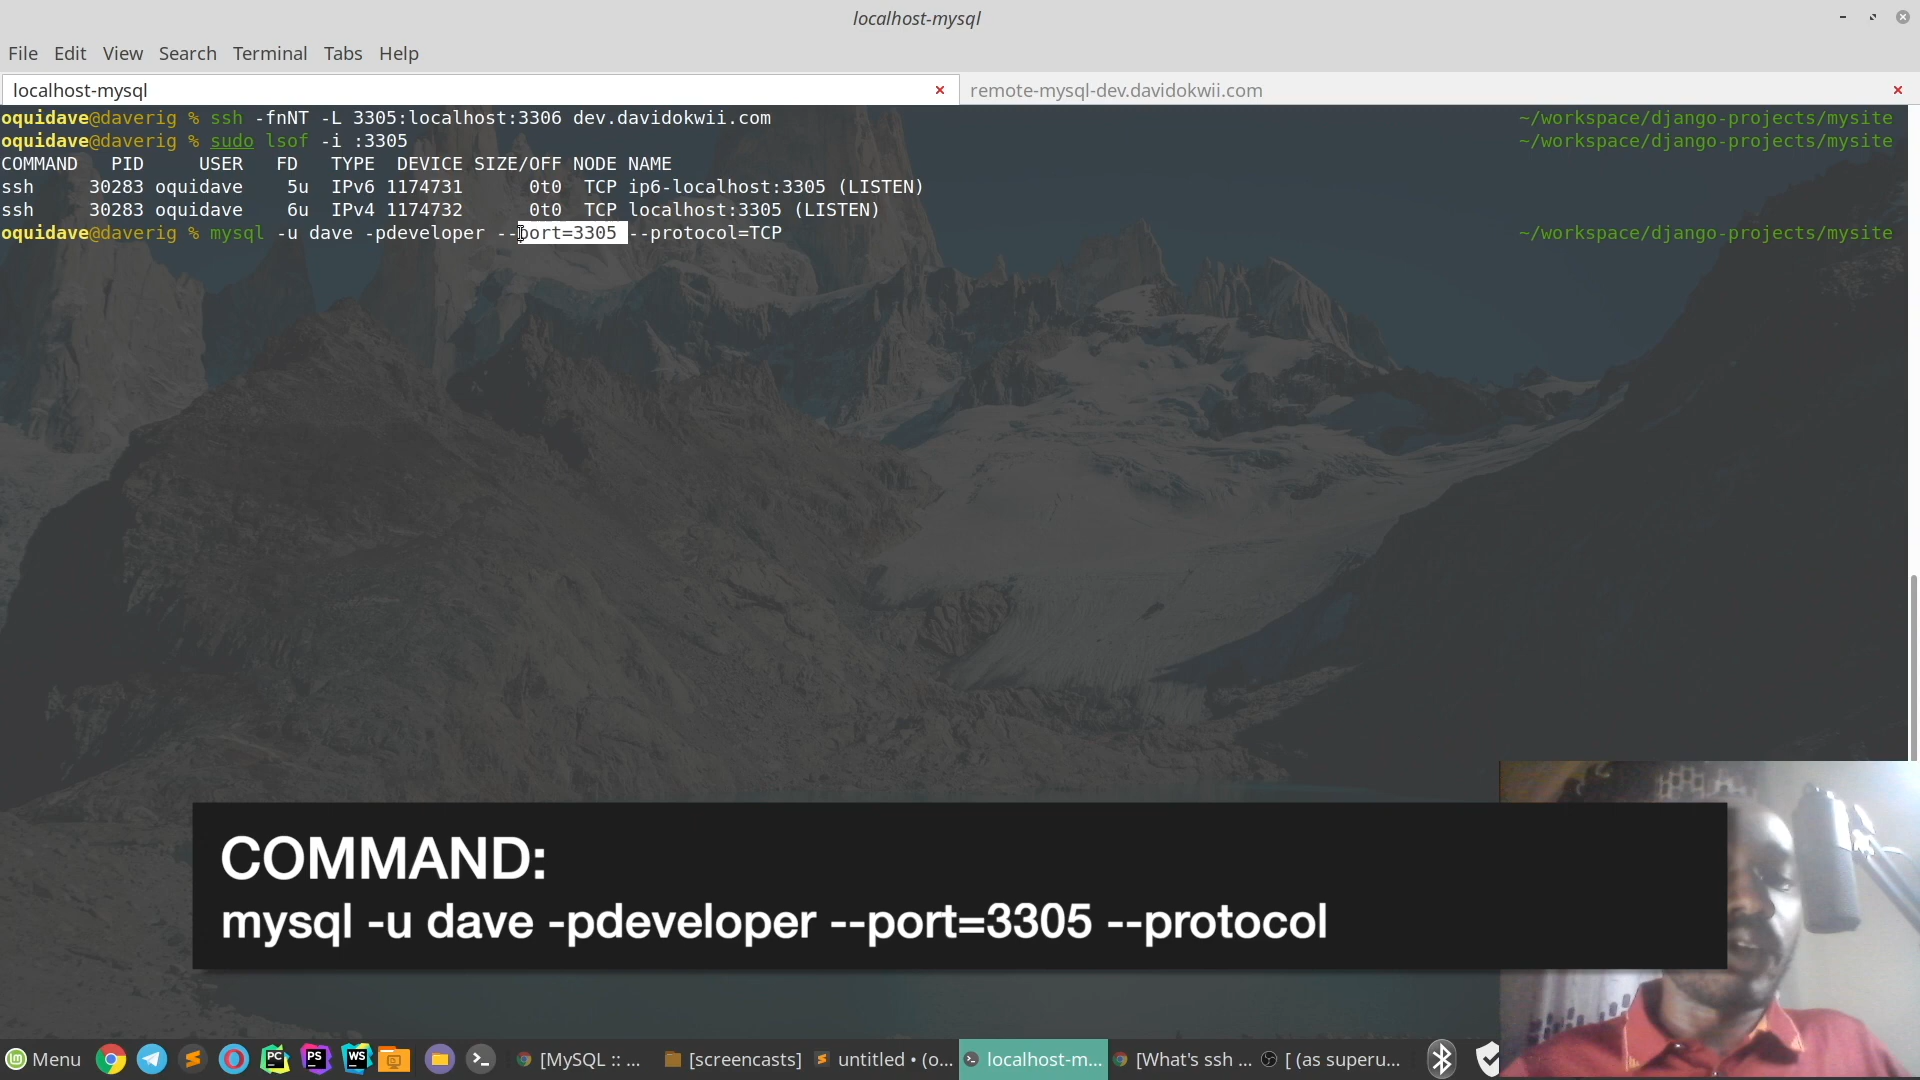 localhost-mysql
File Edit View Search Terminal Tabs Help
localhost-mysql
remote-mysql-dev.davidokwii.com
oquidave@daverig % ssh -fnNT -L 3305:localhost:3306 dev.davidokwii.com ~/workspace/django-projects/mysite
oquidave@daverig % sudo lsof -i :3305 ~/workspace/django-projects/mysite
COMMAND PID USER FD TYPE DEVICE SIZE/OFF NODE NAME
ssh 30283 oquidave 5u IPv6 1174731 0t0 TCP ip6-localhost:3305 (LISTEN)
ssh 30283 oquidave 6u IPv4 1174732 0t0 TCP localhost:3305 (LISTEN)
oquidave@daverig % mysql -u dave -pdeveloper --port=3305 --protocol=TCP ~/workspace/django-projects/mysite
COMMAND:
mysql -u dave -pdeveloper --port=3305 --protocol
Menu PC PS WS [MySQL :: ... [screencasts] untitled • (o... localhost-m... [What's ssh ... [ (as superu...